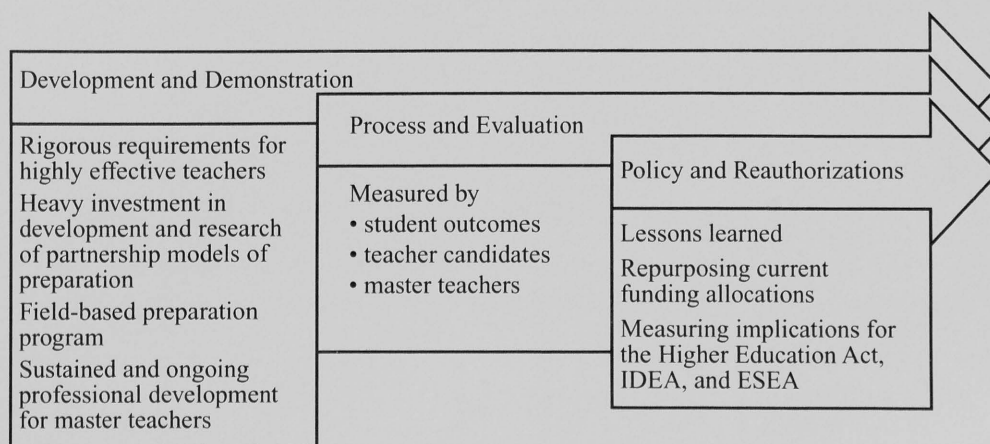 Development and Demonstration
Rigorous requirements for
highly effective teachers
Heavy investment in
development and research
of partnership models of
preparation
Field-based preparation
program
Sustained and ongoing
professional development
for master teachers
Process and Evaluation
Measured by
• student outcomes
• teacher candidates
• master teachers
Policy and Reauthorizations
Lessons learned
Repurposing current
funding allocations
Measuring implications for
the Higher Education Act,
IDEA, and ESEA